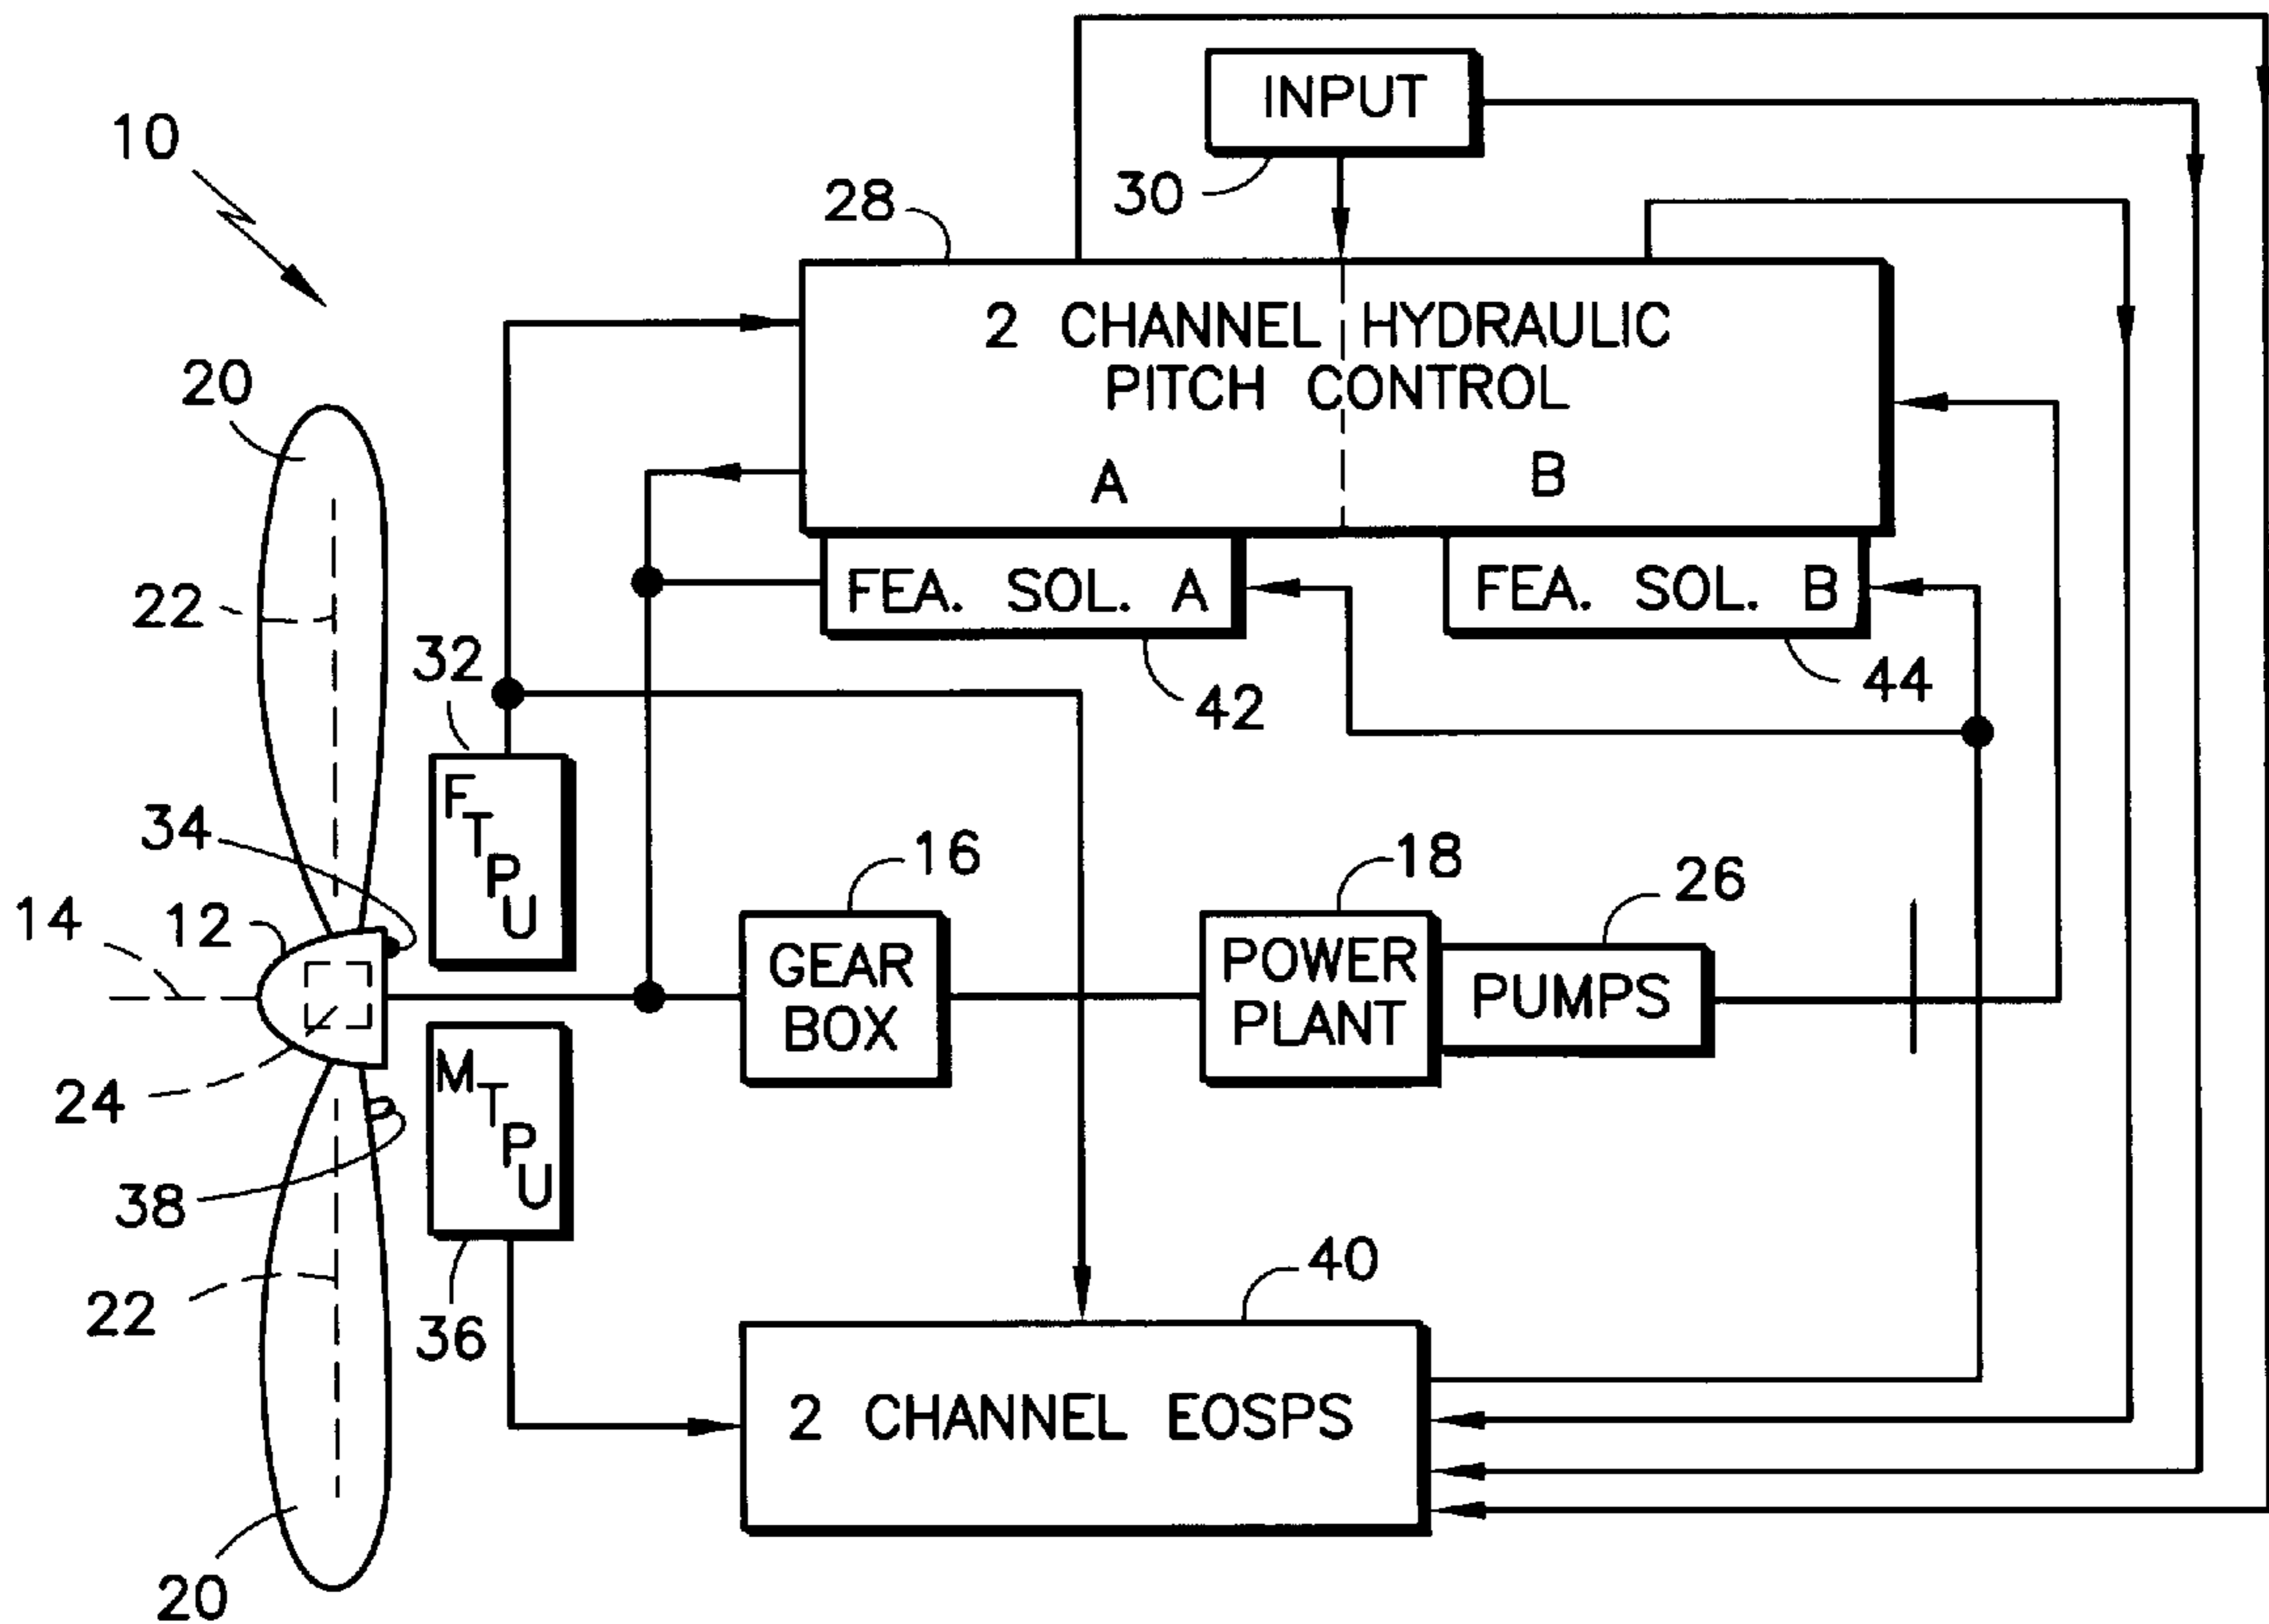 10
INPUT
30
28
2 CHANNEL HYDRAULIC
PITCH CONTROL
A
B
20
22
FEA. SOL. A
FEA. SOL. B
32
42
44
FTPU
34
16
18
26
14
12
GEAR
BOX
POWER
PLANT
PUMPS
24
MTPU
38
22
36
40
2 CHANNEL EOSPS
20